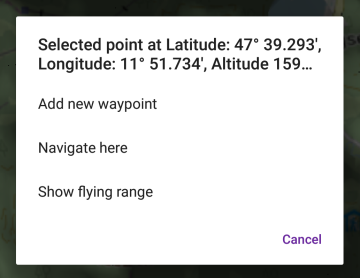 Selected point at Latitude: 47° 39.293',
Longitude: 11° 51.734', Altitude 159...
Add new waypoint
Navigate here
Show flying range
Cancel